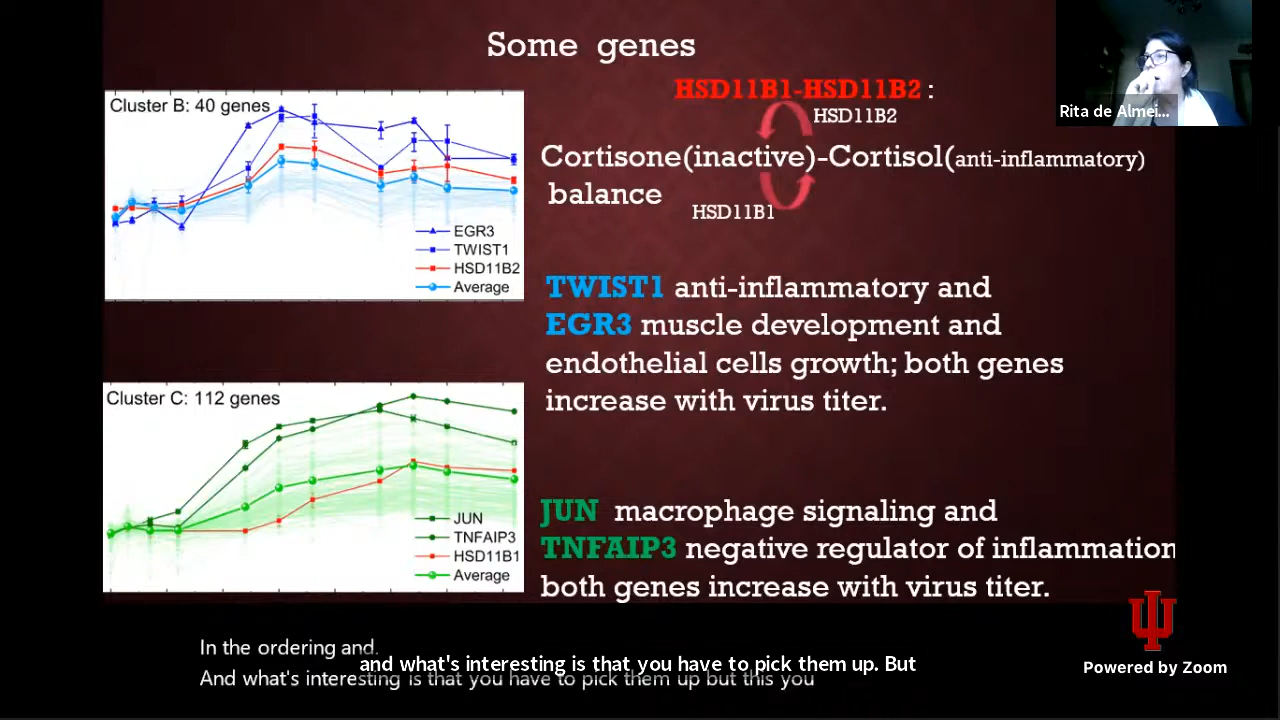 Some genes
Cluster B: 40 genes
EGR3
TWIST1
HSD11B2
Average
HSD11B1-HSD11B2 :
HSD11B2
Cortisone(inactive)-Cortisol(anti-inflammatory)
balance
HSD11B1
TWIST1 anti-inflammatory and
EGR3 muscle development and
endothelial cells growth; both genes
increase with virus titer.
Cluster C: 112 genes
JUN
TNFAIP3
HSD11B1
Average
JUN macrophage signaling and
TNFAIP3 negative regulator of inflammation
both genes increase with virus titer.
Rita de Almei...
In the ordering and.
and what's interesting is that you have to pick them up. But
And what's interesting is that you have to pick them up but this you
Powered by Zoom